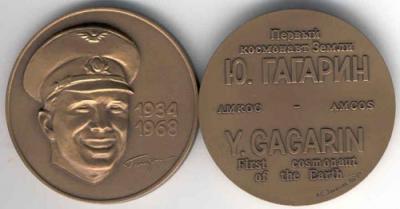 1934
1968
Первый
космонавт Земли
Ю. ГАГАРИН
АМКОС - AMCOS
Y. GAGARIN
First cosmonaut
of the Earth